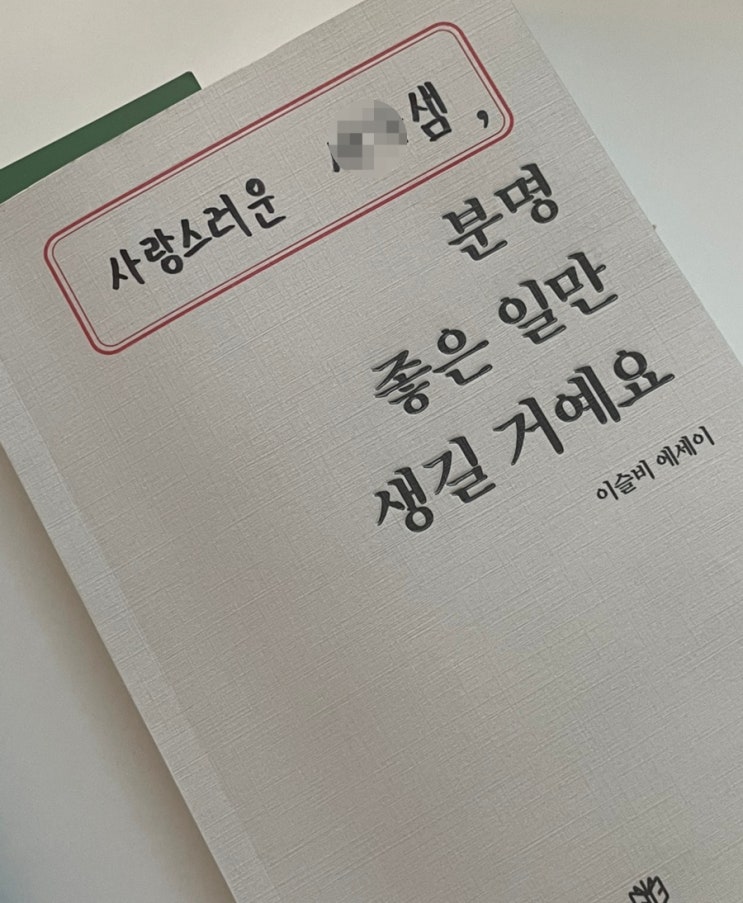 사랑스러운 샘,
분명
좋은 일만
생길 거예요
이슬비 에세이